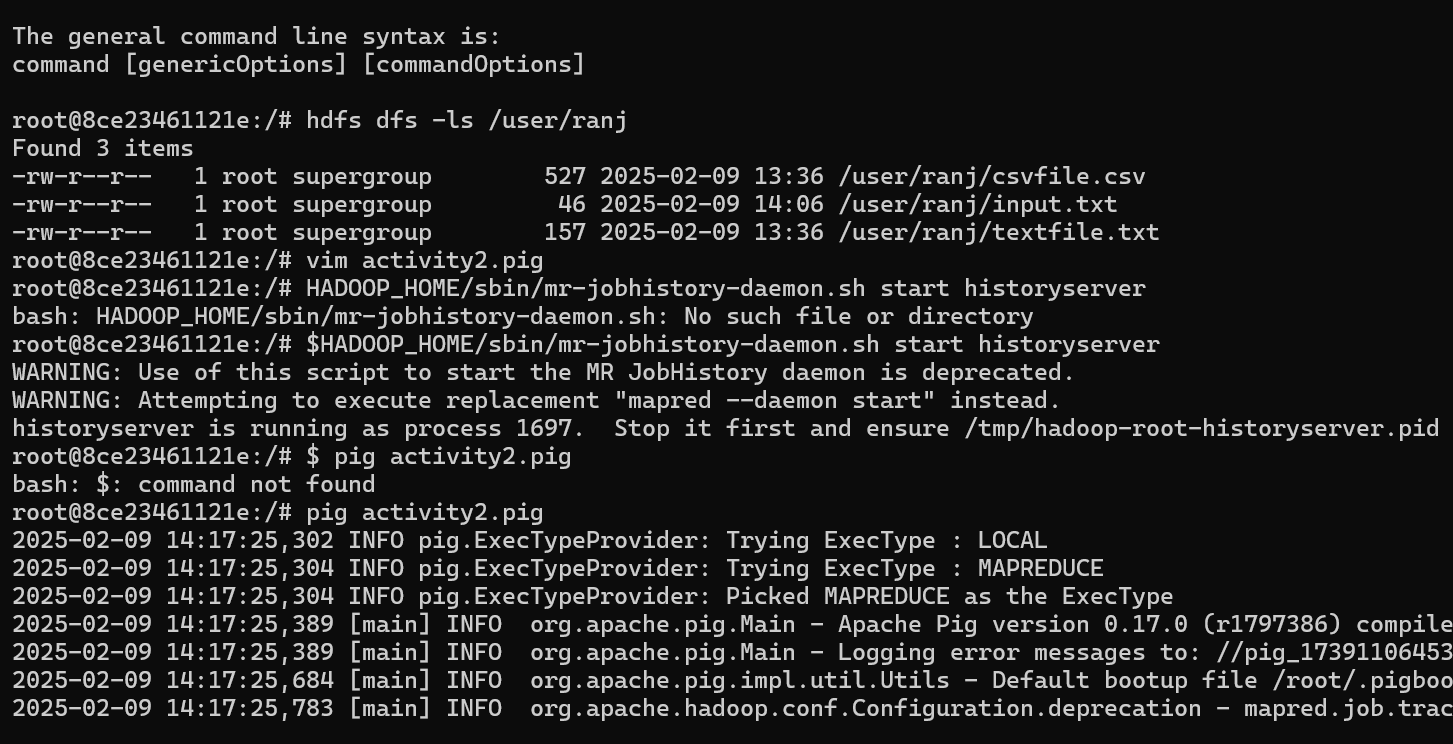 The general command line syntax is:
command [genericOptions] [commandOptions]
root@8ce23461121e:/# hdfs dfs -ls /user/ranj
Found 3 items
-rw-r--r--   1 root supergroup        527 2025-02-09 13:36 /user/ranj/csvfile.csv
-rw-r--r--   1 root supergroup         46 2025-02-09 14:06 /user/ranj/input.txt
-rw-r--r--   1 root supergroup        157 2025-02-09 13:36 /user/ranj/textfile.txt
root@8ce23461121e:/# vim activity2.pig
root@8ce23461121e:/# HADOOP_HOME/sbin/mr-jobhistory-daemon.sh start historyserver
bash: HADOOP_HOME/sbin/mr-jobhistory-daemon.sh: No such file or directory
root@8ce23461121e:/# $HADOOP_HOME/sbin/mr-jobhistory-daemon.sh start historyserver
WARNING: Use of this script to start the MR JobHistory daemon is deprecated.
WARNING: Attempting to execute replacement "mapred --daemon start" instead.
historyserver is running as process 1697.  Stop it first and ensure /tmp/hadoop-root-historyserver.pid
root@8ce23461121e:/# $ pig activity2.pig
bash: $: command not found
root@8ce23461121e:/# pig activity2.pig
2025-02-09 14:17:25,302 INFO pig.ExecTypeProvider: Trying ExecType : LOCAL
2025-02-09 14:17:25,304 INFO pig.ExecTypeProvider: Trying ExecType : MAPREDUCE
2025-02-09 14:17:25,304 INFO pig.ExecTypeProvider: Picked MAPREDUCE as the ExecType
2025-02-09 14:17:25,389 [main] INFO  org.apache.pig.Main - Apache Pig version 0.17.0 (r1797386) compile
2025-02-09 14:17:25,389 [main] INFO  org.apache.pig.Main - Logging error messages to: //pig_17391106453
2025-02-09 14:17:25,684 [main] INFO  org.apache.pig.impl.util.Utils - Default bootup file /root/.pigboo
2025-02-09 14:17:25,783 [main] INFO  org.apache.hadoop.conf.Configuration.deprecation - mapred.job.trac